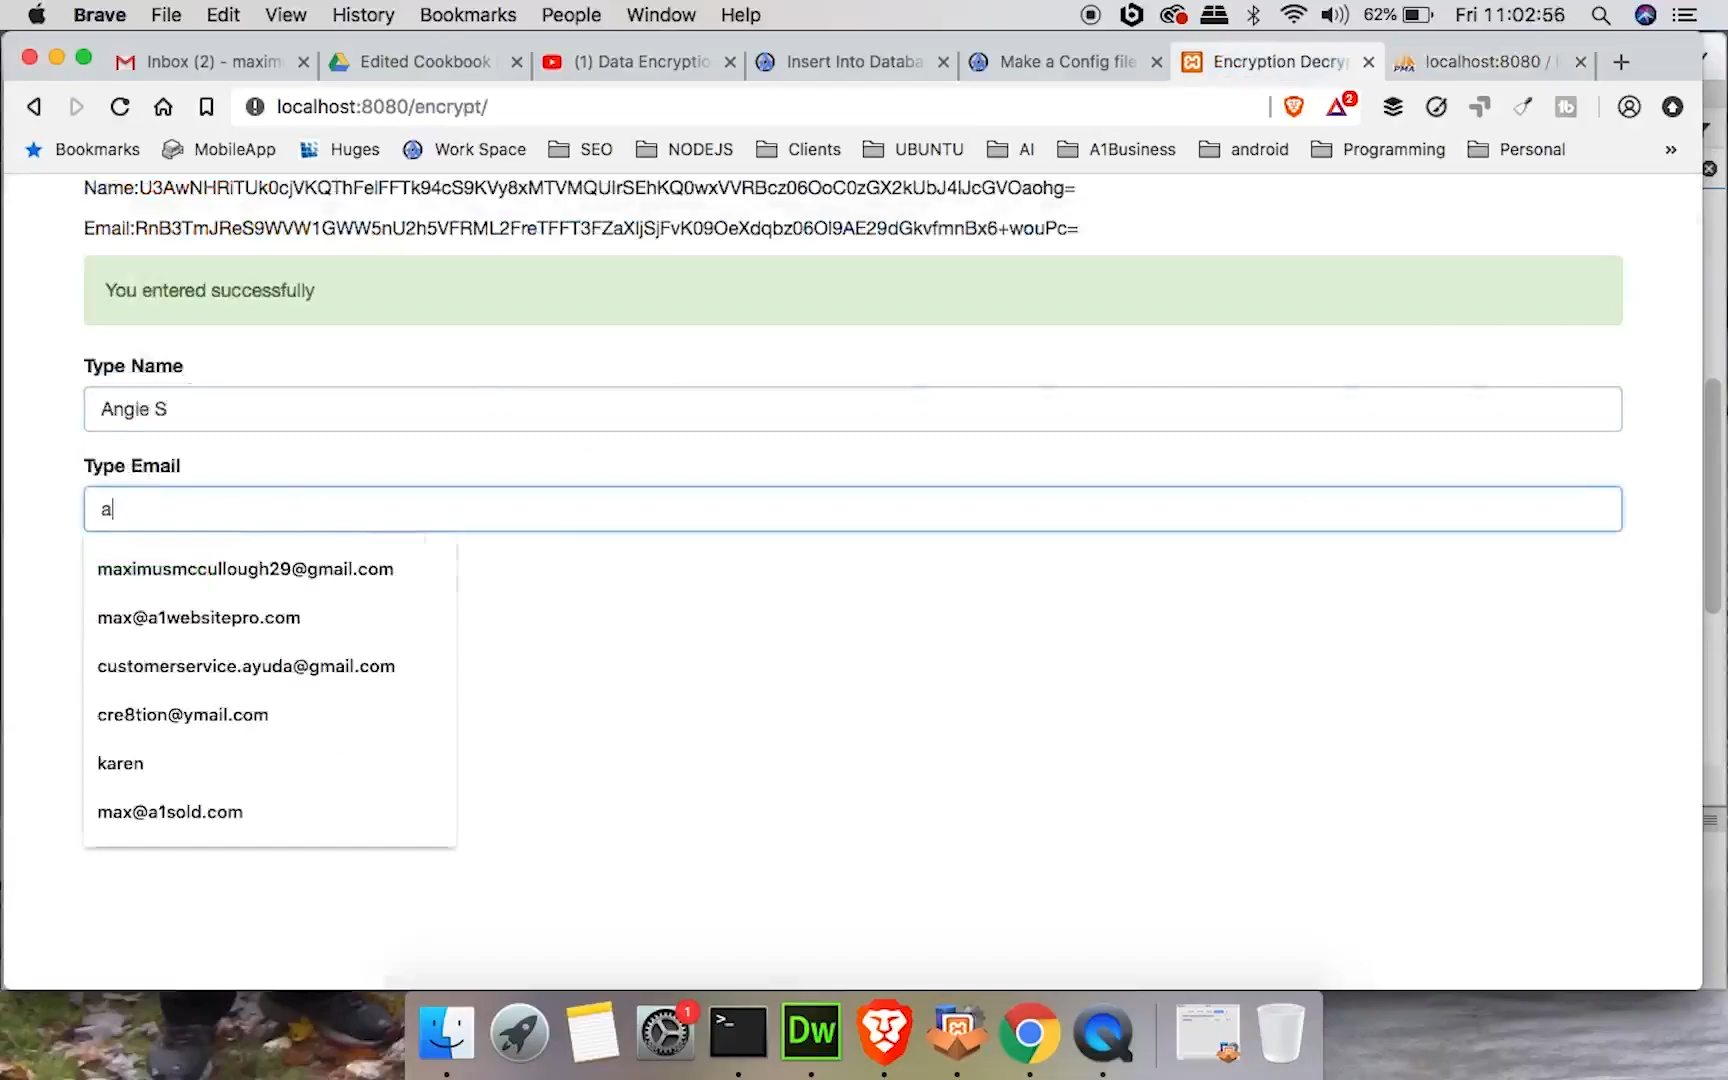 Brave File Edit View History Bookmarks People Window Help 62% Fri 11:02:56
Inbox (2) - maxim Edited Cookbook (1) Data Encryptio Insert Into Databa Make a Config file Encryption Decry PMA localhost:8080 /
localhost:8080/encrypt/ 2 tb
Bookmarks MobileApp Huges Work Space SEO NODEJS Clients UBUNTU AI A1Business android Programming Personal »
Email:RnB3TmJReS9WVW1GWW5nU2h5VFRML2FreTFFT3FZaXljSjFvK09OeXdqbz06Ol9AE29dGkvfmnBx6+wouPc=
You entered successfully
Type Name
Angie S
Type Email
a
maximusmccullough29@gmail.com
max@a1websitepro.com
customerservice.ayuda@gmail.com
cre8tion@ymail.com
karen
max@a1sold.com
1
Dw